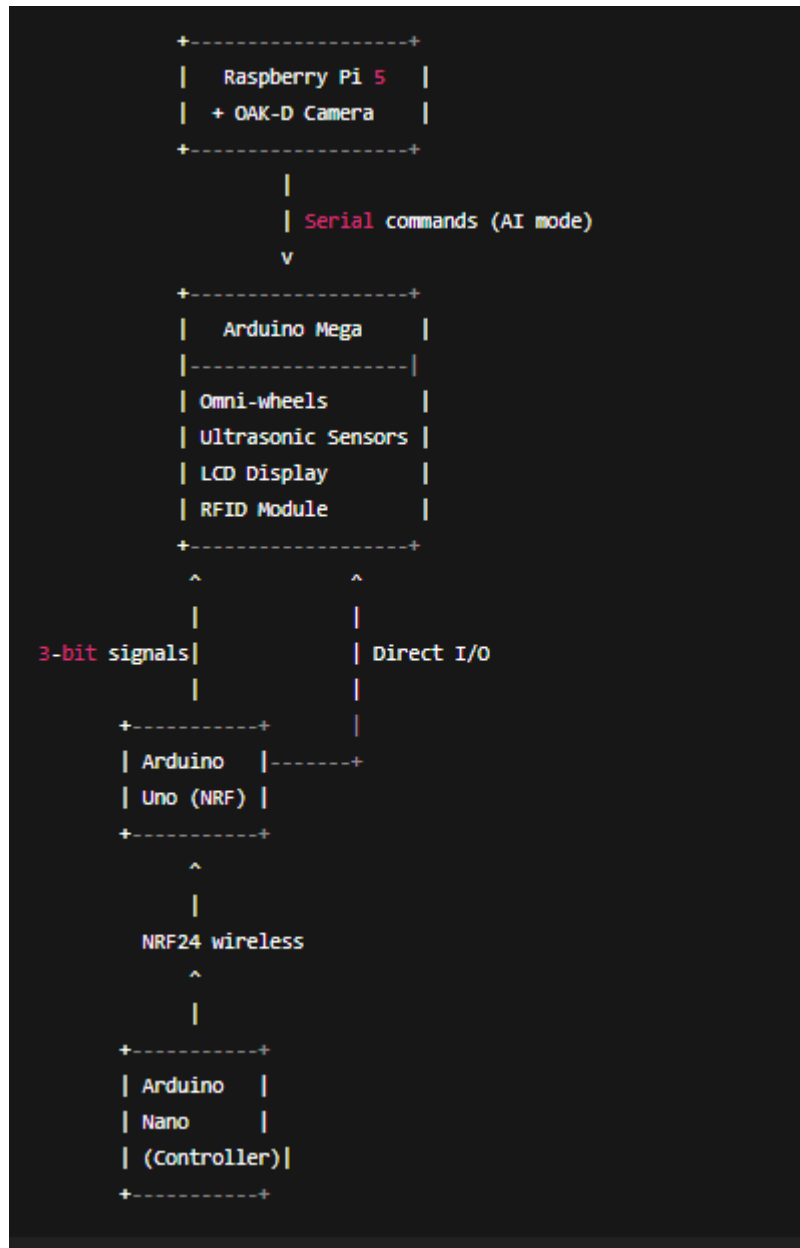 +-------------------+
|   Raspberry Pi 5   |
|  + OAK-D Camera    |
+-------------------+
|
| Serial commands (AI mode)
v
+-------------------+
|   Arduino Mega     |
|-------------------|
| Omni-wheels        |
| Ultrasonic Sensors |
| LCD Display        |
| RFID Module        |
+-------------------+
^             ^
|             |
3-bit signals|             | Direct I/O
|             |
+-----------+       |
| Arduino   |-------+
| Uno (NRF) |
+-----------+
^
|
NRF24 wireless
^
|
+-----------+
| Arduino   |
| Nano      |
| (Controller)|
+-----------+